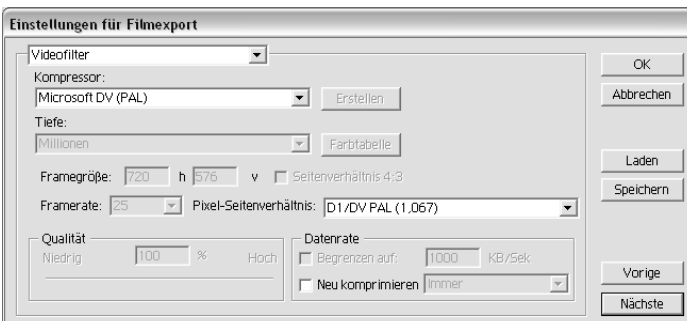 Einstellungen für Filmexport
Videofilter
OK
Kompressor:
Microsoft DV (PAL) Erstellen
Abbrechen
Tiefe:
Millionen Farbtabelle
Laden
Framegröße: 720 h 576 v Seitenverhältnis 4:3
Speichern
Framerate: 25 Pixel-Seitenverhältnis: D1/DV PAL (1,067)
Qualität Datenrate
Niedrig 100 % Hoch Begrenzen auf: 1000 KB/Sek
Vorige
Neu komprimieren Immer
Nächste